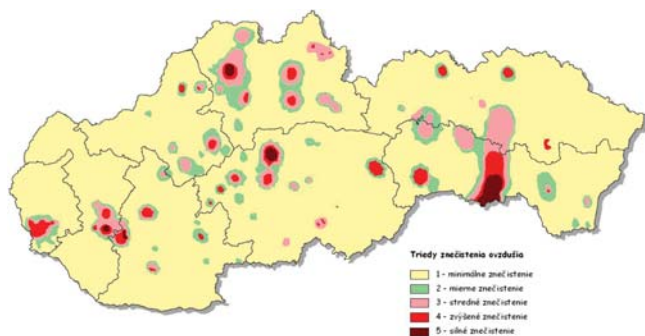 Triedy znečistenia ovzdušia
1 - minimálne znečistenie
2 - mierne znečistenie
3 - stredné znečistenie
4 - zvýšené znečistenie
5 - silné znečistenie